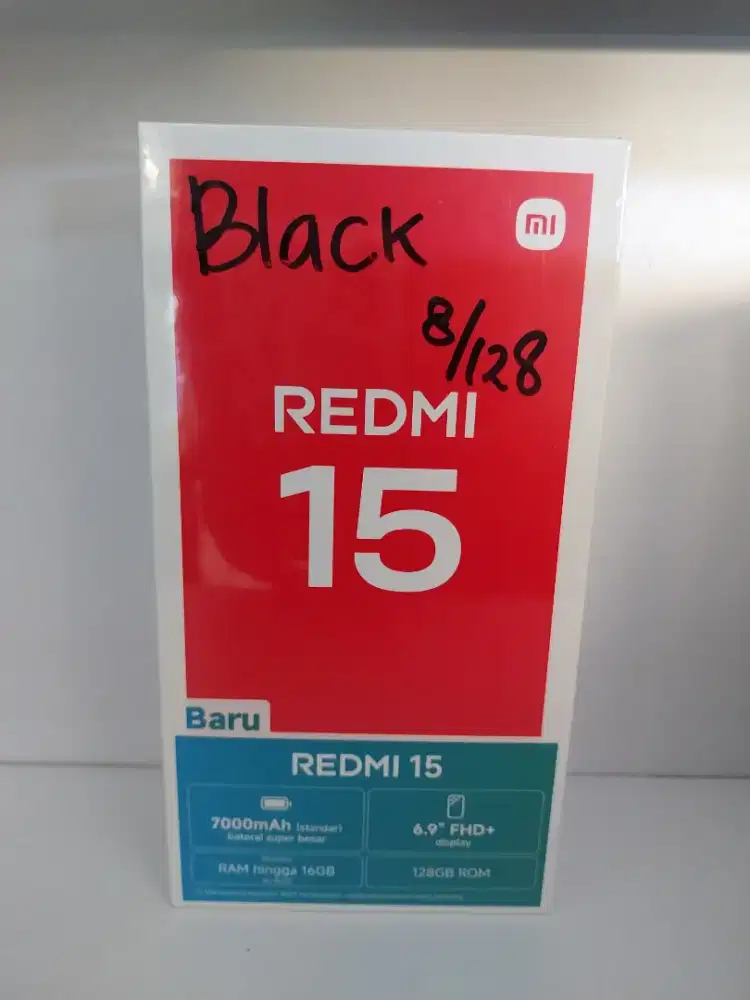 Black
mi
8/128
REDMI
15
Baru
REDMI 15
7000mAh (standar)
baterai super besar
6.9" FHD+
display
RAM hingga 16GB
128GB ROM